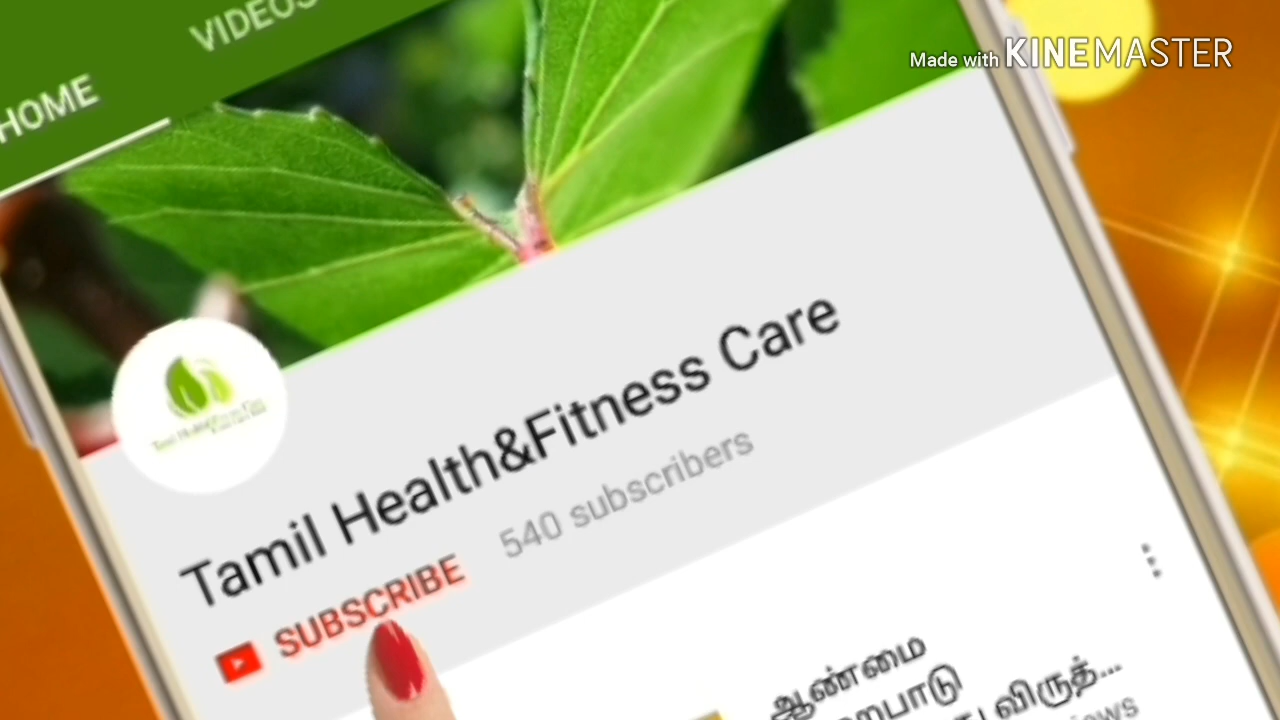 VIDEOS
HOME
Made with KINEMASTER
Tamil Health&Fitness Care
540 subscribers
SUBSCRIBE
ஆண்மை